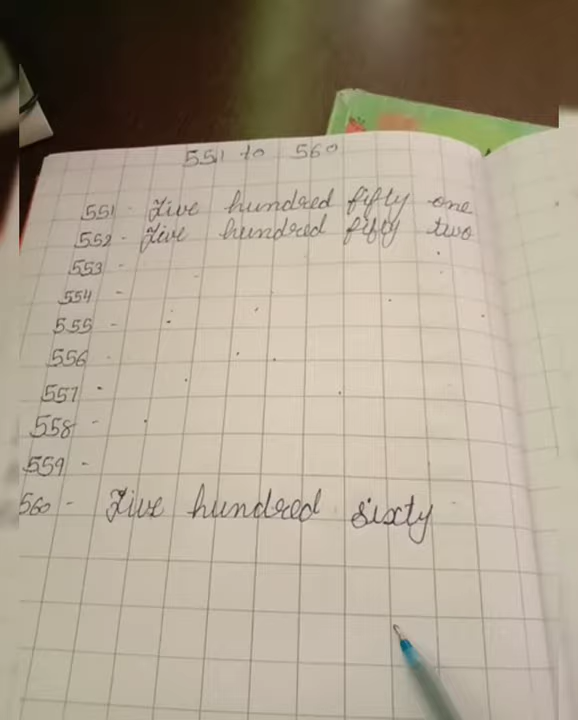 551 to 560
551 - Five hundred fifty one
552 - Five hundred fifty two
553 -
554 -
555 -
556 -
557 -
558 -
559 -
560 - Five hundred sixty